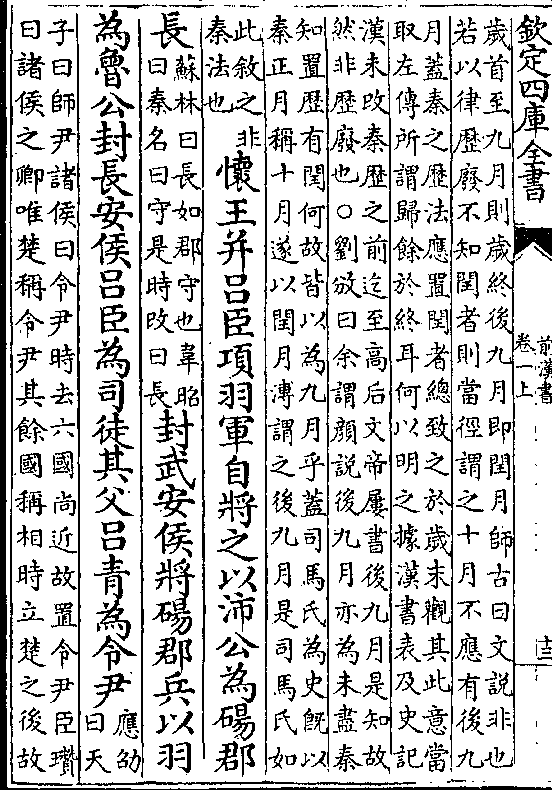 欽定四庫全書
前漢書
卷一上
歲首至九月則歲終後九月即閏月師古曰文說非也
若以律歷廢不知閏者則當徑謂之十月不應有後九
月蓋秦之歷法應置閏者總致之於歲末觀其此意當
取左傳所謂歸餘於終耳何以明之據漢書表及史記
漢未改秦歷之前迄至高后文帝屢書後九月是知故
然非歷廢也○劉攽曰余謂顏說後九月亦為未盡秦
知置歷有閏何故皆以為九月乎蓋司馬氏為史旣以
秦正月稱十月遂以閏月溥謂之後九月是司馬氏如
此敘之非
秦法也
懷王并呂臣項羽軍自將之以沛公為碭郡
長
蘇林曰長如郡守也韋昭
曰秦名曰守是時改曰長
封武安侯將碭郡兵以羽
為魯公封長安侯呂臣為司徒其父呂青為令尹
應劭
曰天
子曰師尹諸侯曰令尹時去六國尚近故置令尹臣瓚
曰諸侯之卿唯楚稱令尹其餘國稱相時立楚之後故